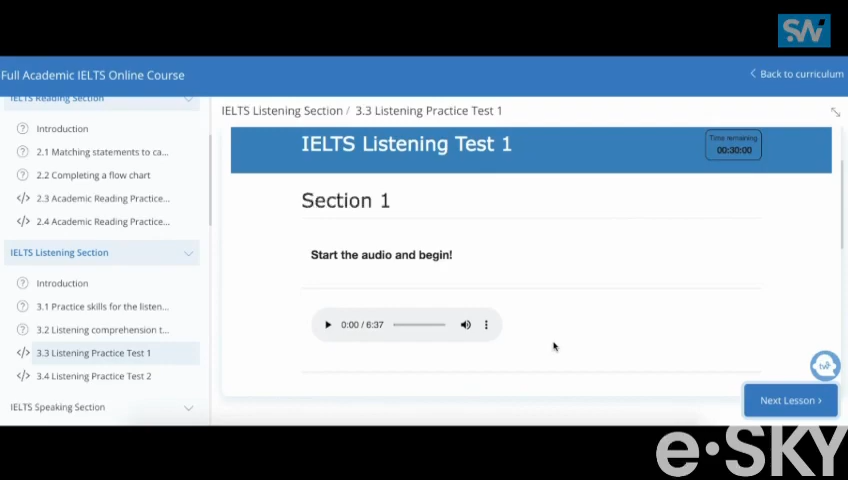 SW
Full Academic IELTS Online Course
Back to curriculum
IELTS Reading Section
Introduction
2.1 Matching statements to ca...
2.2 Completing a flow chart
2.3 Academic Reading Practice...
2.4 Academic Reading Practice...
IELTS Listening Section
Introduction
3.1 Practice skills for the listen...
3.2 Listening comprehension t...
3.3 Listening Practice Test 1
3.4 Listening Practice Test 2
IELTS Speaking Section
IELTS Listening Section / 3.3 Listening Practice Test 1
IELTS Listening Test 1
Time remaining
00:30:00
Section 1
Start the audio and begin!
0:00 / 6:37
Next Lesson ›
e•SKY